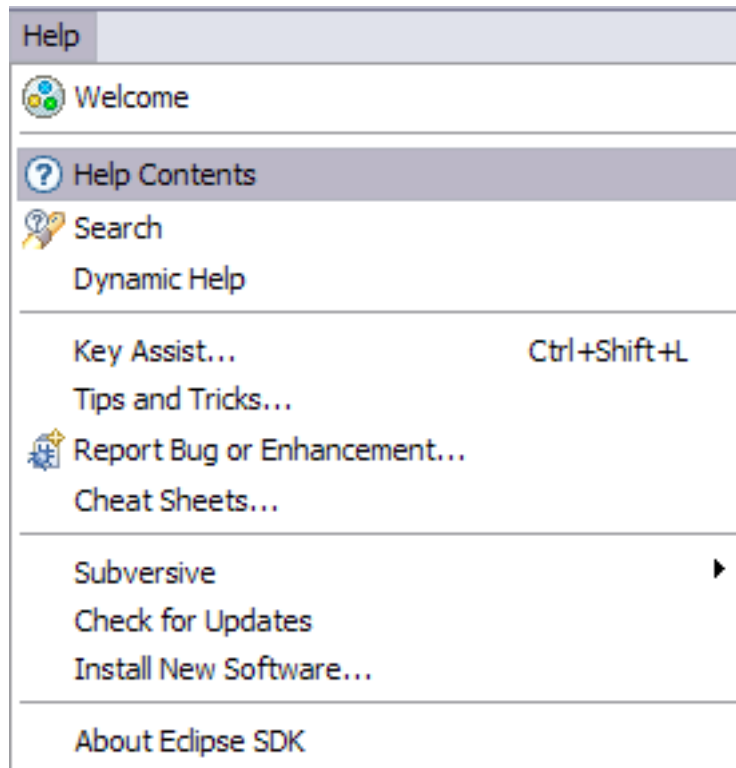 Help
Welcome
Help Contents
Search
Dynamic Help
Key Assist... Ctrl+Shift+L
Tips and Tricks...
Report Bug or Enhancement...
Cheat Sheets...
Subversive
Check for Updates
Install New Software...
About Eclipse SDK